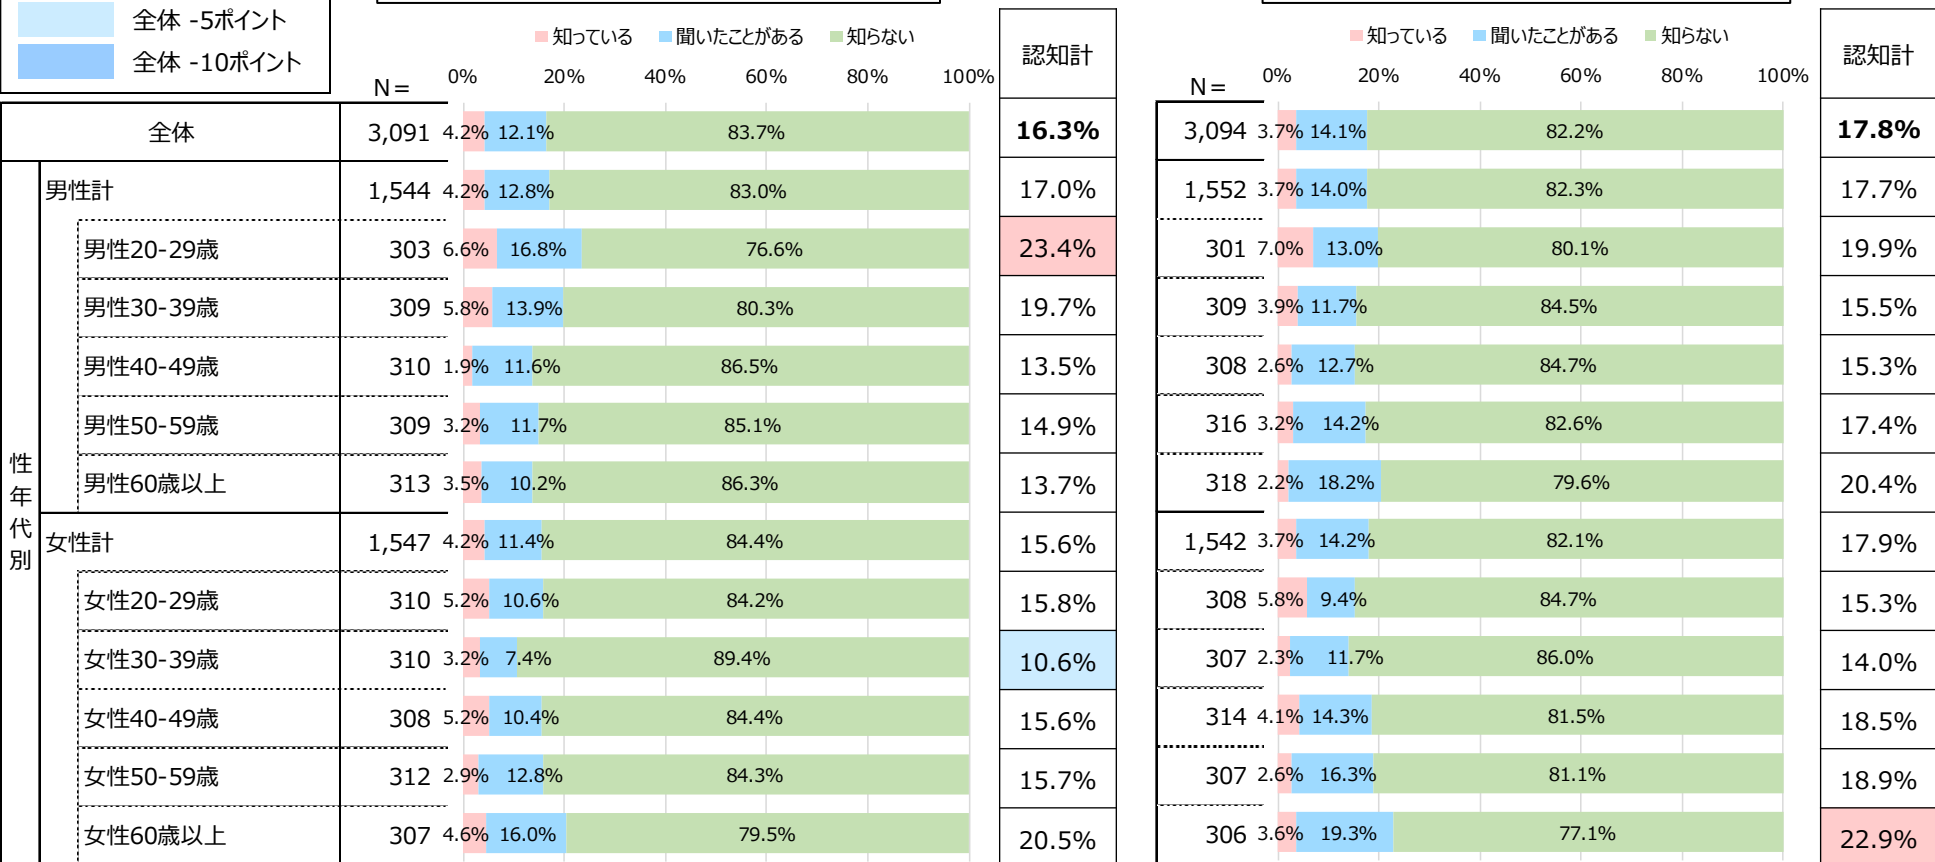 全体 -5ポイント
全体 -10ポイント
知っている 聞いたことがある 知らない
認知計
知っている 聞いたことがある 知らない
認知計
N= 0% 20% 40% 60% 80% 100%
N= 0% 20% 40% 60% 80% 100%
全体 3,091 4.2% 12.1% 83.7% 16.3% 3,094 3.7% 14.1% 82.2% 17.8%
性年代別
男性計 1,544 4.2% 12.8% 83.0% 17.0% 1,552 3.7% 14.0% 82.3% 17.7%
男性20-29歳 303 6.6% 16.8% 76.6% 23.4% 301 7.0% 13.0% 80.1% 19.9%
男性30-39歳 309 5.8% 13.9% 80.3% 19.7% 309 3.9% 11.7% 84.5% 15.5%
男性40-49歳 310 1.9% 11.6% 86.5% 13.5% 308 2.6% 12.7% 84.7% 15.3%
男性50-59歳 309 3.2% 11.7% 85.1% 14.9% 316 3.2% 14.2% 82.6% 17.4%
男性60歳以上 313 3.5% 10.2% 86.3% 13.7% 318 2.2% 18.2% 79.6% 20.4%
女性計 1,547 4.2% 11.4% 84.4% 15.6% 1,542 3.7% 14.2% 82.1% 17.9%
女性20-29歳 310 5.2% 10.6% 84.2% 15.8% 308 5.8% 9.4% 84.7% 15.3%
女性30-39歳 310 3.2% 7.4% 89.4% 10.6% 307 2.3% 11.7% 86.0% 14.0%
女性40-49歳 308 5.2% 10.4% 84.4% 15.6% 314 4.1% 14.3% 81.5% 18.5%
女性50-59歳 312 2.9% 12.8% 84.3% 15.7% 307 2.6% 16.3% 81.1% 18.9%
女性60歳以上 307 4.6% 16.0% 79.5% 20.5% 306 3.6% 19.3% 77.1% 22.9%